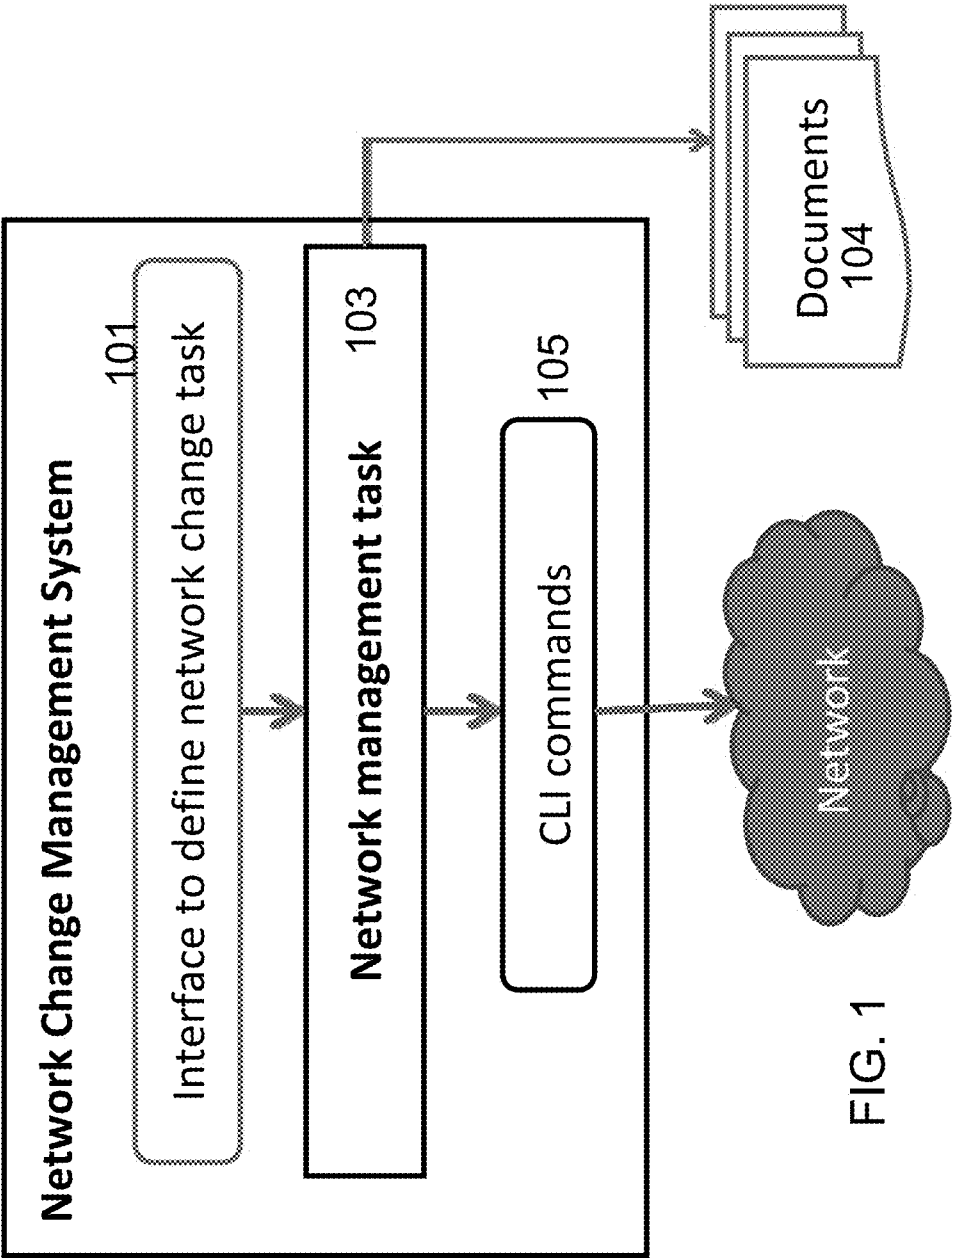 Network Change Management System
101
Interface to define network change task
Network management task
103
CLI commands
105
Network
Documents
104
FIG. 1